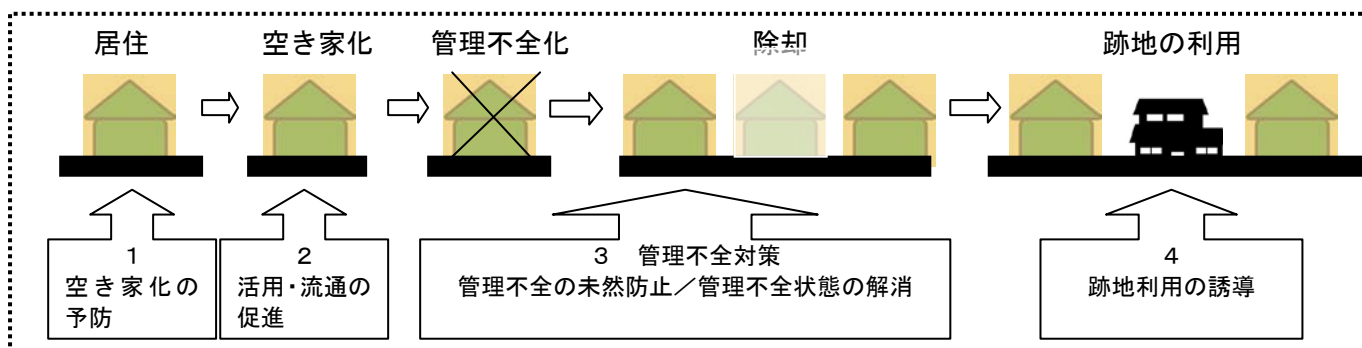 居住
空き家化
管理不全化
除却
跡地の利用
1
空き家化の
予防
2
活用・流通の
促進
3 管理不全対策
管理不全の未然防止／管理不全状態の解消
4
跡地利用の誘導